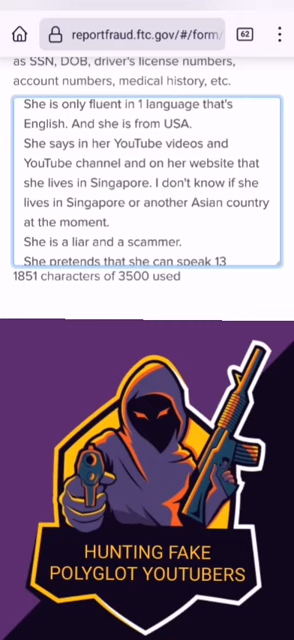 reportfraud.ftc.gov/#/form/
62
as SSN, DOB, driver's license numbers,
account numbers, medical history, etc.
She is only fluent in 1 language that's
English. And she is from USA.
She says in her YouTube videos and
YouTube channel and on her website that
she lives in Singapore. I don't know if she
lives in Singapore or another Asian country
at the moment.
She is a liar and a scammer.
She pretends that she can speak 13
1851 characters of 3500 used
HUNTING FAKE
POLYGLOT YOUTUBERS